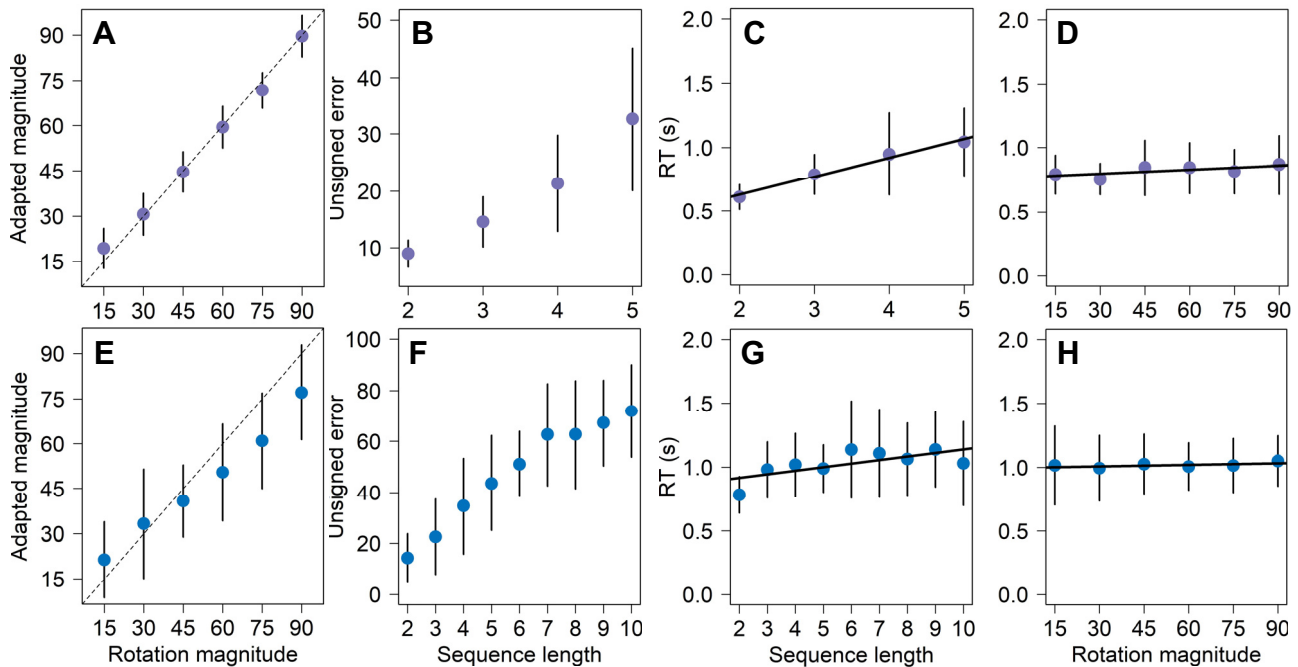 A
Adapted magnitude
90
75
60
45
30
15
15 30 45 60 75 90
B
Unsigned error
50
40
30
20
10
2 3 4 5
C
RT (s)
2.0
1.5
1.0
0.5
0.0
2 3 4 5
D
2.0
1.5
1.0
0.5
0.0
15 30 45 60 75 90
E
Adapted magnitude
90
75
60
45
30
15
15 30 45 60 75 90
Rotation magnitude
F
Unsigned error
100
80
60
40
20
0
2 3 4 5 6 7 8 9 10
Sequence length
G
RT (s)
2.0
1.5
1.0
0.5
0.0
2 3 4 5 6 7 8 9 10
Sequence length
H
2.0
1.5
1.0
0.5
0.0
15 30 45 60 75 90
Rotation magnitude